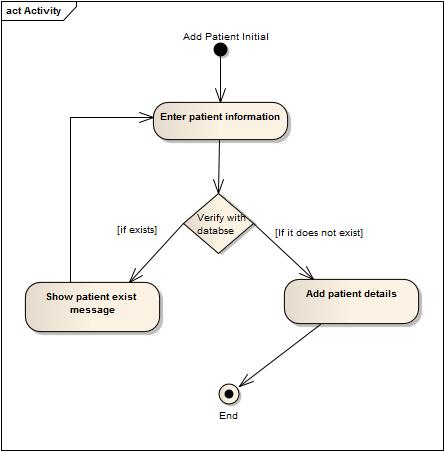 act Activity
Add Patient Initial
Enter patient information
Verify with
databse
[if exists]
[If it does not exist]
Show patient exist
message
Add patient details
End